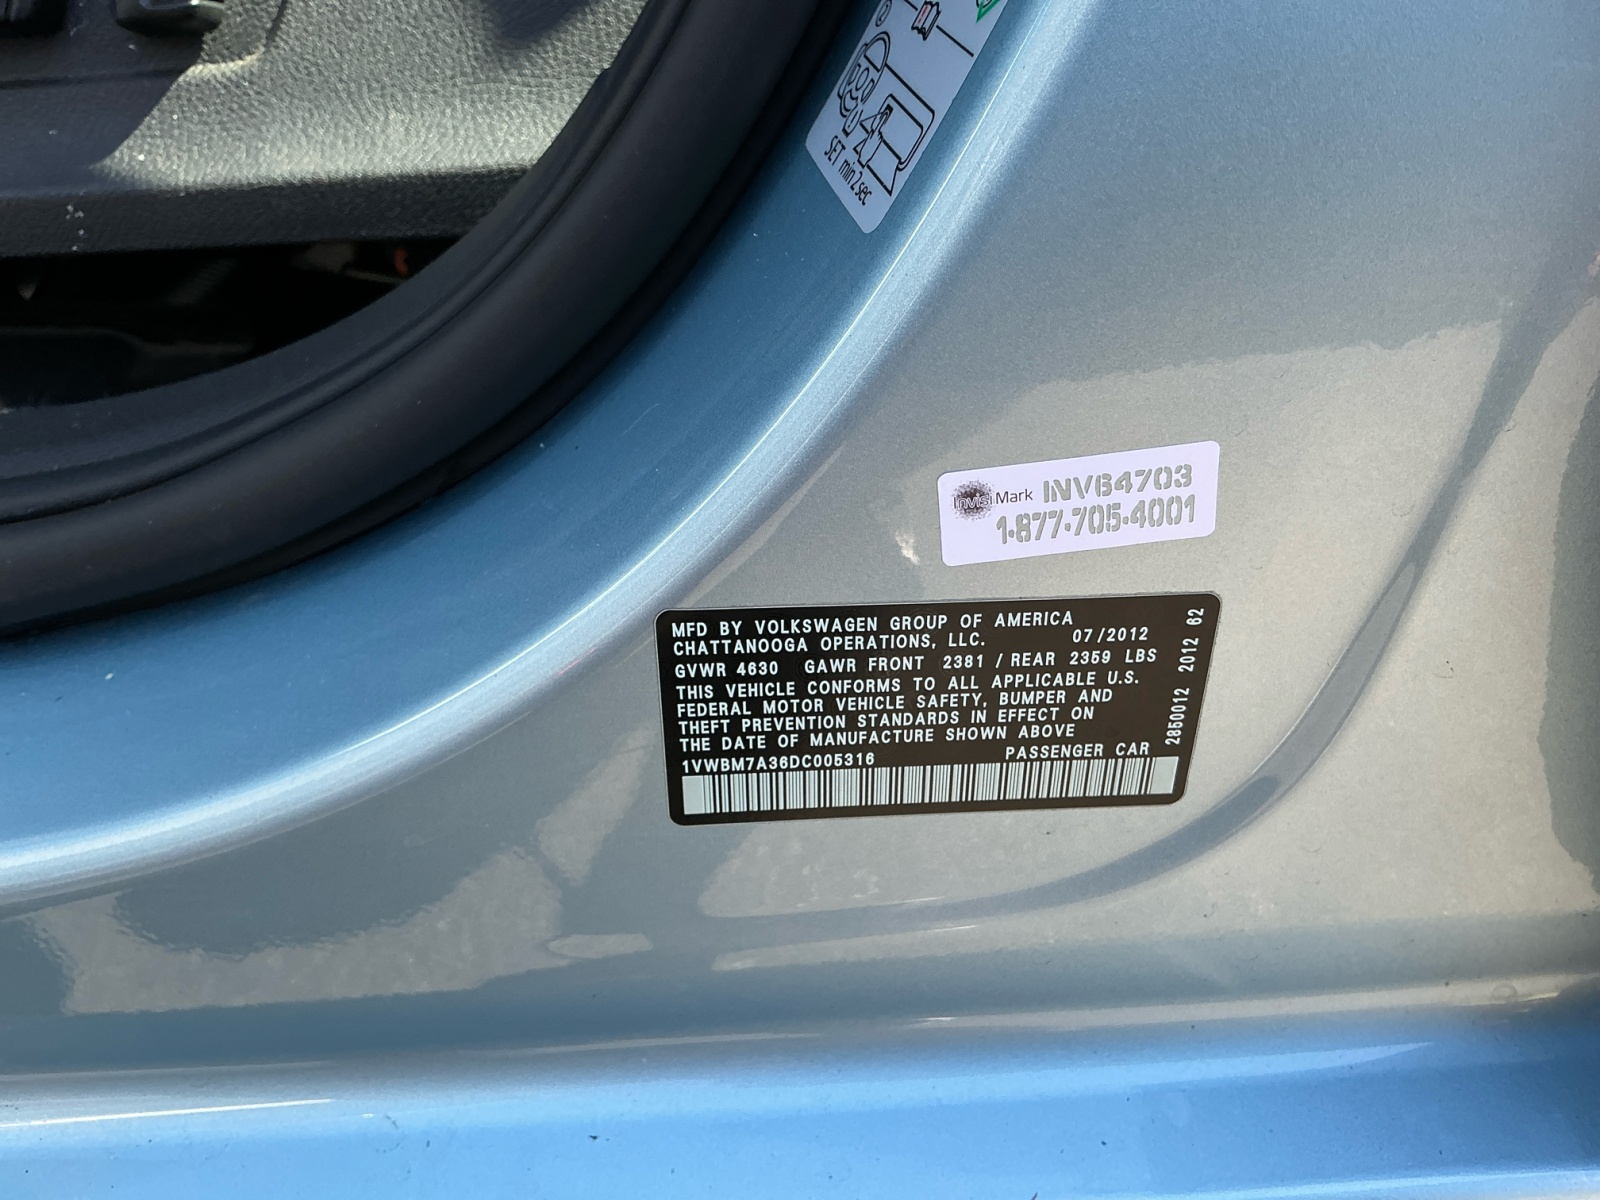 SET min 2 sec
InvisiMark INV64703
1-877-705-4001
MFD BY VOLKSWAGEN GROUP OF AMERICA
CHATTANOOGA OPERATIONS, LLC. 07/2012
GVWR 4630 GAWR FRONT 2381 / REAR 2359 LBS
THIS VEHICLE CONFORMS TO ALL APPLICABLE U.S.
FEDERAL MOTOR VEHICLE SAFETY, BUMPER AND
THEFT PREVENTION STANDARDS IN EFFECT ON
THE DATE OF MANUFACTURE SHOWN ABOVE
1VWBM7A36DC005316 PASSENGER CAR
2850012 2012 62